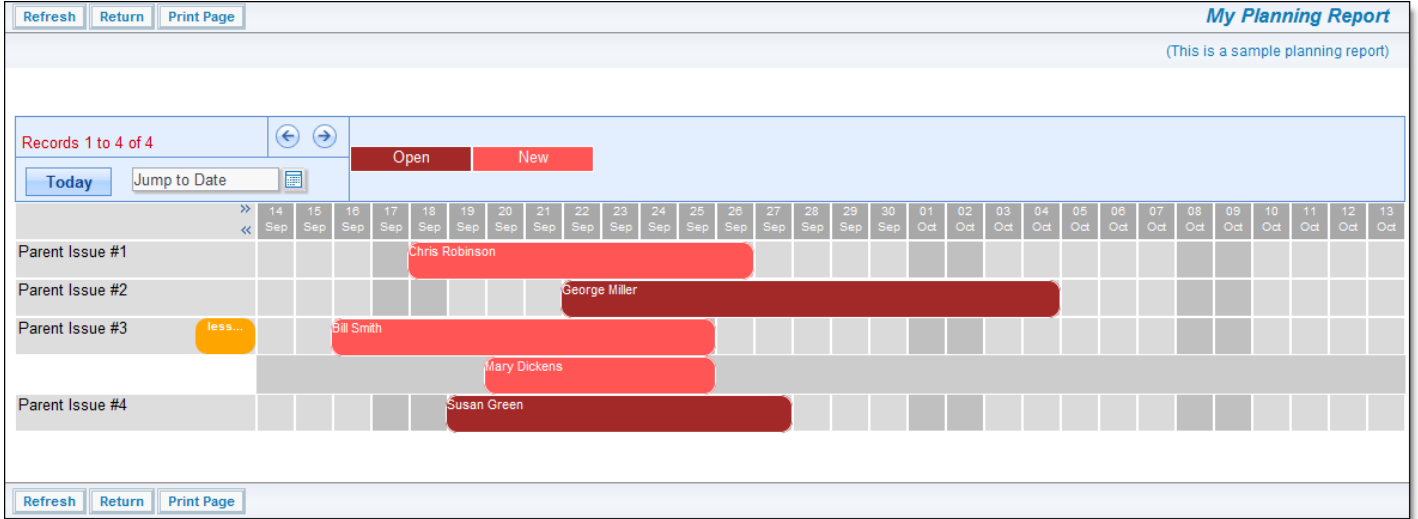 Refresh Return Print Page My Planning Report
(This is a sample planning report)
Records 1 to 4 of 4
Open New
Today Jump to Date
»
14 15 16 17 18 19 20 21 22 23 24 25 26 27 28 29 30 01 02 03 04 05 06 07 08 09 10 11 12 13
«
Sep Sep Sep Sep Sep Sep Sep Sep Sep Sep Sep Sep Sep Sep Sep Sep Sep Oct Oct Oct Oct Oct Oct Oct Oct Oct Oct Oct Oct Oct
Parent Issue #1 Chris Robinson
Parent Issue #2 George Miller
Parent Issue #3 less... Bill Smith
Mary Dickens
Parent Issue #4 Susan Green
Refresh Return Print Page